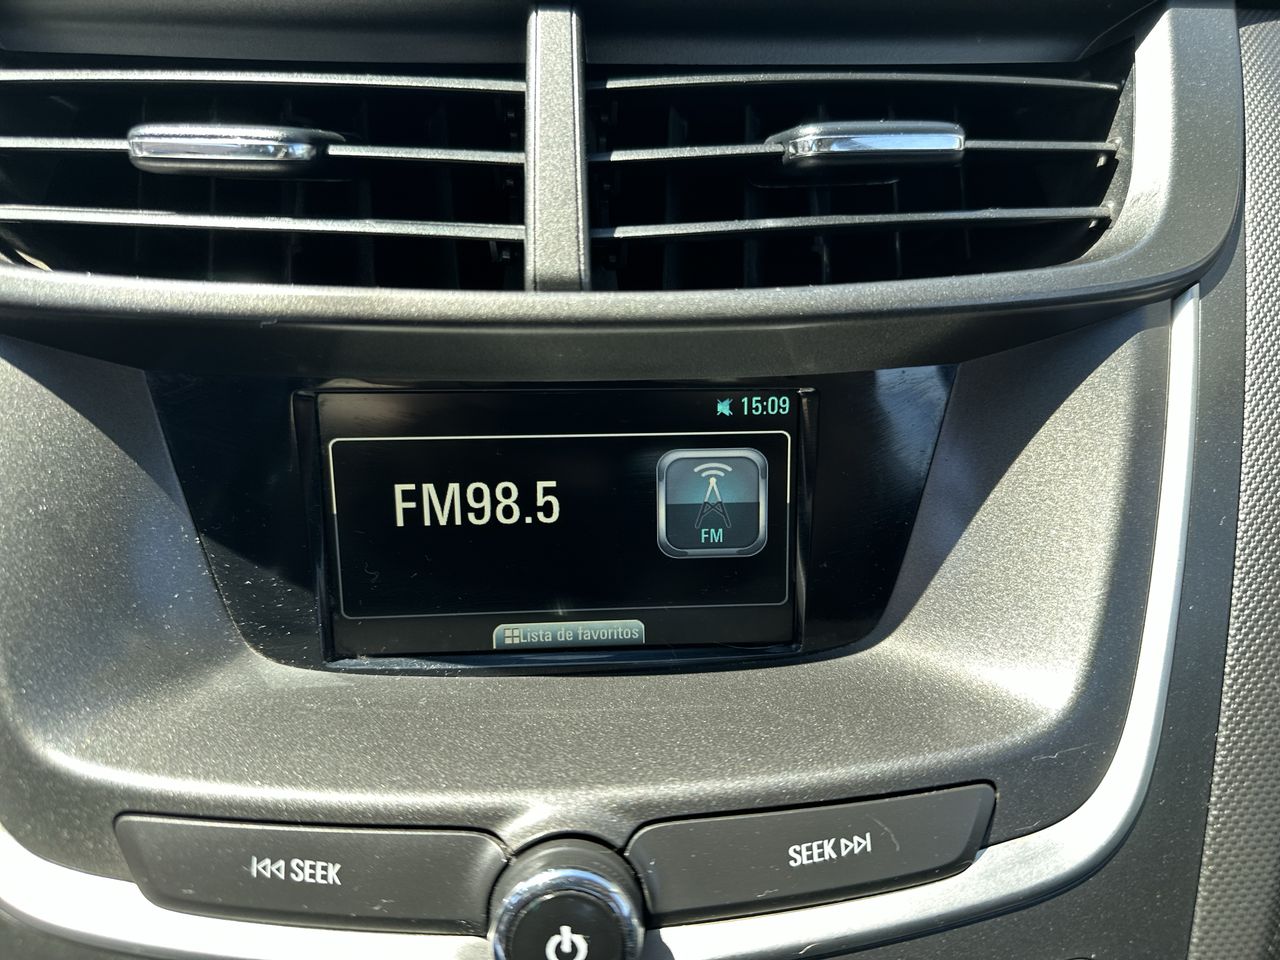 15:09
FM98.5
FM
Lista de favoritos
SEEK
SEEK